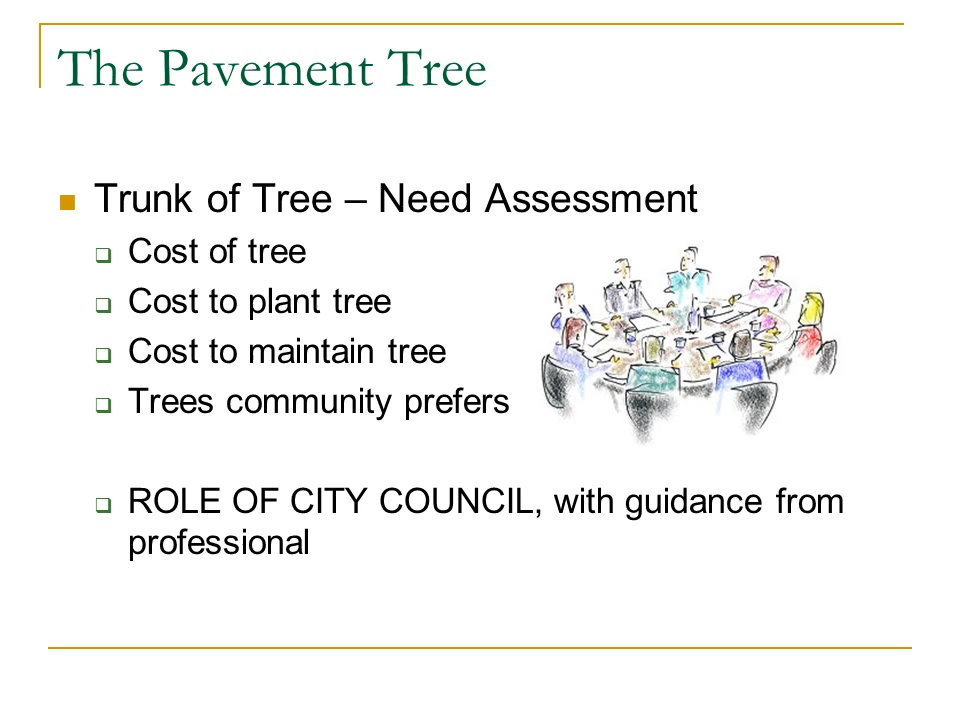 The Pavement Tree
Trunk of Tree – Need Assessment
Cost of tree
Cost to plant tree
Cost to maintain tree
Trees community prefers
ROLE OF CITY COUNCIL, with guidance from
professional